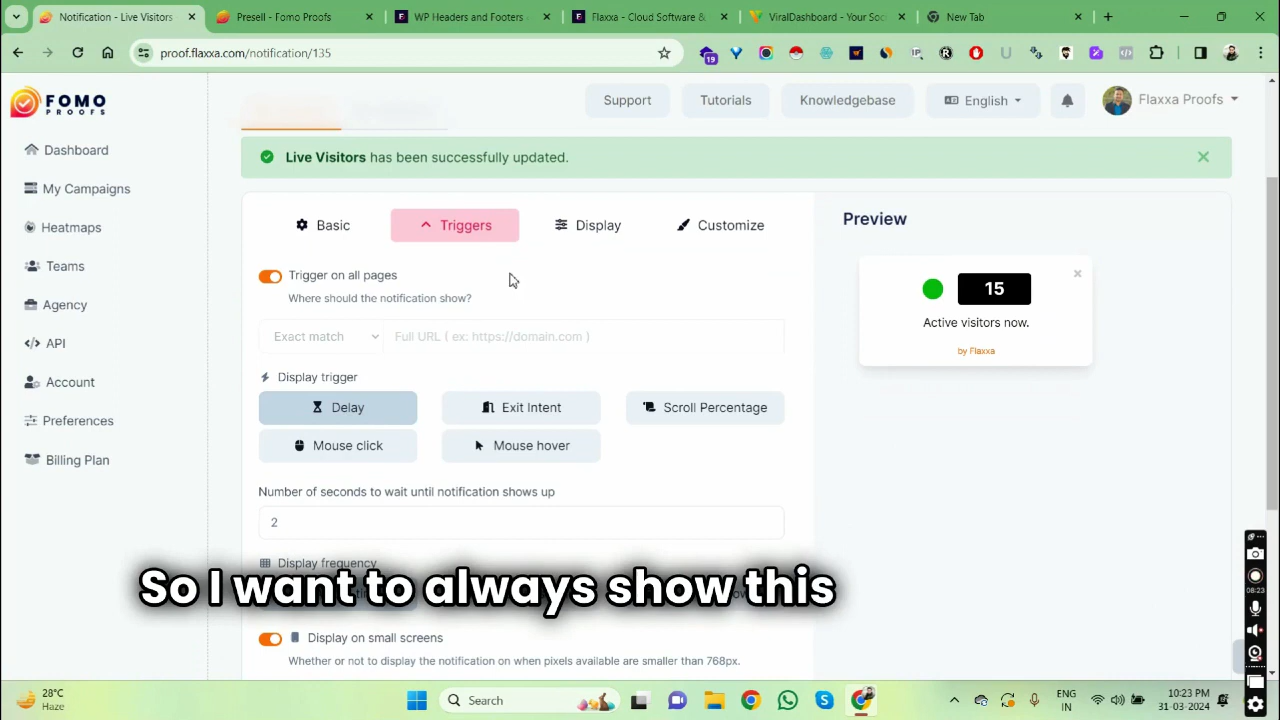 Notification - Live Visitors
Presell - Fomo Proofs
WP Headers and Footers
Flaxxa - Cloud Software &
ViralDashboard - Your Soc
New Tab
proof.flaxxa.com/notification/135
19
FOMO
PROOFS
Support
Tutorials
Knowledgebase
English
Flaxxa Proofs
Dashboard
My Campaigns
Heatmaps
Teams
Agency
API
Account
Preferences
Billing Plan
Live Visitors has been successfully updated.
Basic
Triggers
Display
Customize
Trigger on all pages
Where should the notification show?
Exact match
Full URL ( ex: https://domain.com )
Display trigger
Delay
Exit Intent
Scroll Percentage
Mouse click
Mouse hover
Number of seconds to wait until notification shows up
2
Display frequency
So I want to always show this
Display on small screens
Whether or not to display the notification on when pixels available are smaller than 768px.
Preview
15
Active visitors now.
by Flaxxa
08:23
28°C
Haze
Search
ENG
IN
10:23 PM
31-03-2024